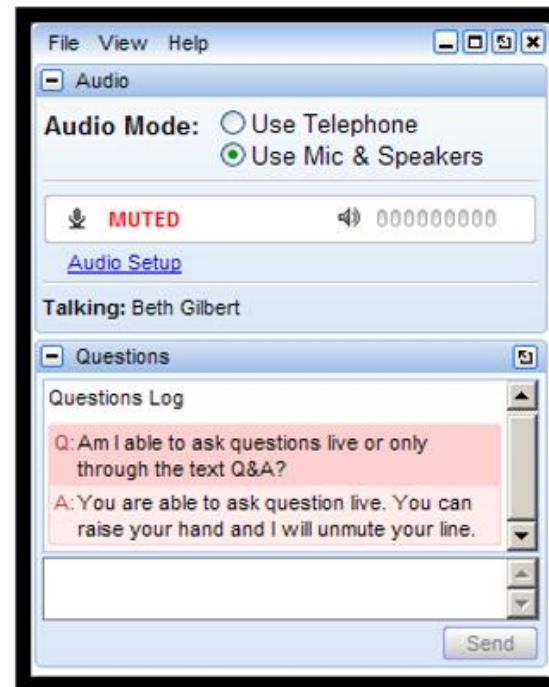 File View Help
Audio
Audio Mode: Use Telephone
Use Mic & Speakers
MUTED 000000000
Audio Setup
Talking: Beth Gilbert
Questions
Questions Log
Q: Am I able to ask questions live or only
through the text Q&A?
A: You are able to ask question live. You can
raise your hand and I will unmute your line.
Send